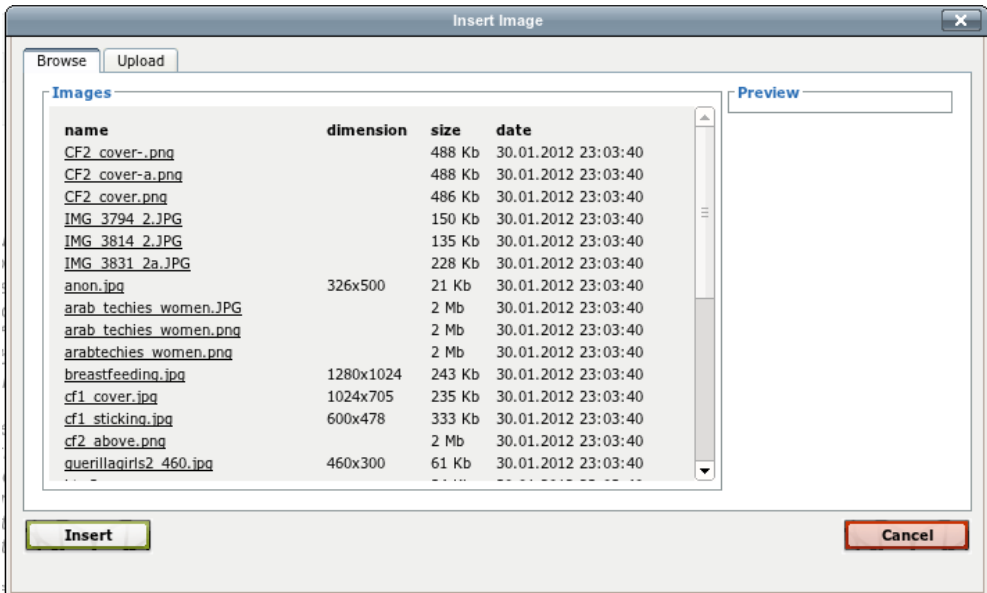 Insert Image
Browse Upload
Images Preview
name dimension size date
CF2_cover-.png 488 Kb 30.01.2012 23:03:40
CF2_cover-a.png 488 Kb 30.01.2012 23:03:40
CF2_cover.png 486 Kb 30.01.2012 23:03:40
IMG_3794_2.JPG 150 Kb 30.01.2012 23:03:40
IMG_3814_2.JPG 135 Kb 30.01.2012 23:03:40
IMG_3831_2a.JPG 228 Kb 30.01.2012 23:03:40
anon.jpg 326x500 21 Kb 30.01.2012 23:03:40
arab_techies_women.JPG 2 Mb 30.01.2012 23:03:40
arab_techies_women.png 2 Mb 30.01.2012 23:03:40
arabtechies_women.png 2 Mb 30.01.2012 23:03:40
breastfeeding.jpg 1280x1024 243 Kb 30.01.2012 23:03:40
cf1_cover.jpg 1024x705 235 Kb 30.01.2012 23:03:40
cf1_sticking.jpg 600x478 333 Kb 30.01.2012 23:03:40
cf2_above.png 2 Mb 30.01.2012 23:03:40
guerillagirls2_460.jpg 460x300 61 Kb 30.01.2012 23:03:40
Insert Cancel